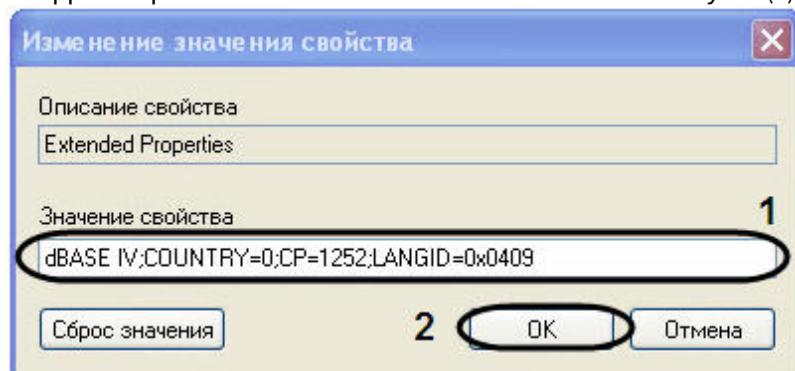 Изменение значения свойства
Описание свойства
Extended Properties
Значение свойства
1
dBASE IV;COUNTRY=0;CP=1252;LANGID=0x0409
Сброс значения
2
OK
Отмена